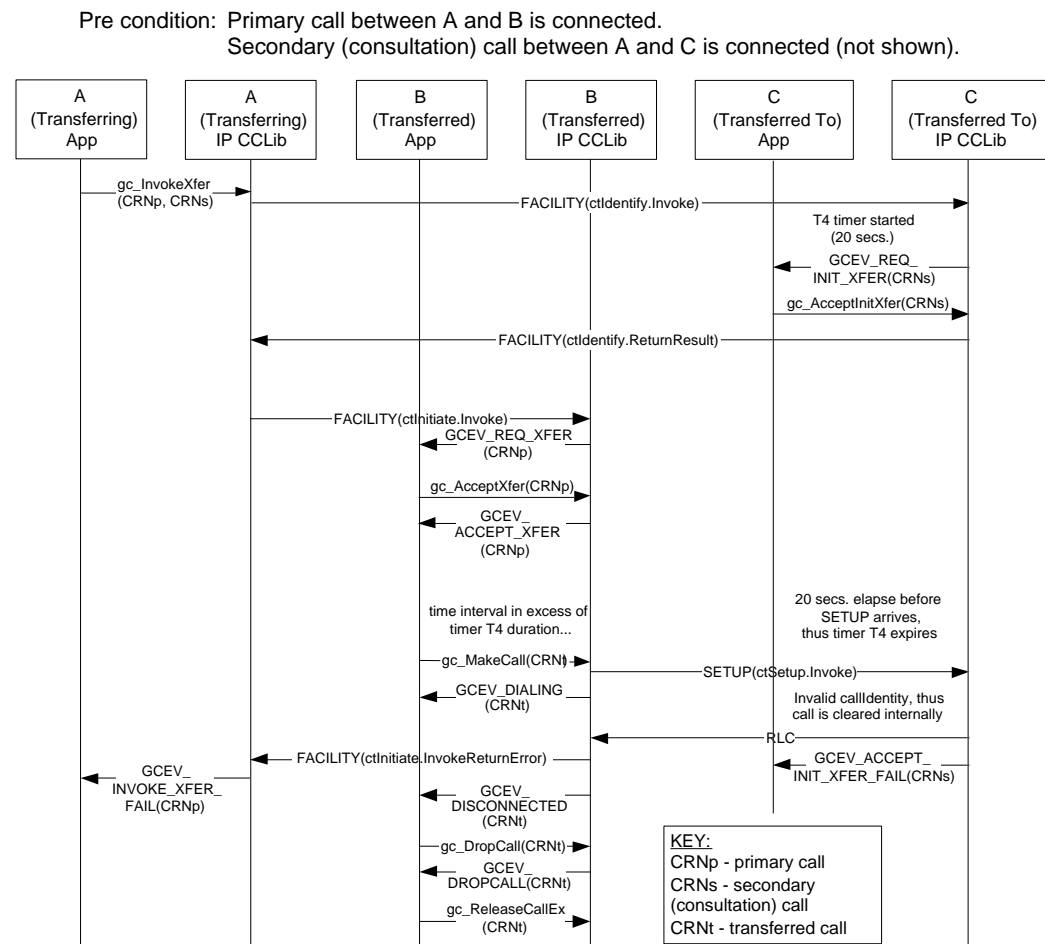 Pre condition: Primary call between A and B is connected.
Secondary (consultation) call between A and C is connected (not shown).
A
(Transferring)
App
A
(Transferring)
IP CCLib
B
(Transferred)
App
B
(Transferred)
IP CCLib
C
(Transferred To)
App
C
(Transferred To)
IP CCLib
gc_InvokeXfer
(CRNp, CRNs)
FACILITY(ctIdentify.Invoke)
T4 timer started
(20 secs.)
GCEV_REQ_
INIT_XFER(CRNs)
gc_AcceptInitXfer(CRNs)
FACILITY(ctIdentify.ReturnResult)
FACILITY(ctInitiate.Invoke)
GCEV_REQ_XFER
(CRNp)
gc_AcceptXfer(CRNp)
GCEV_
ACCEPT_XFER
(CRNp)
time interval in excess of
timer T4 duration...
20 secs. elapse before
SETUP arrives,
thus timer T4 expires
gc_MakeCall(CRNt)
SETUP(ctSetup.Invoke)
GCEV_DIALING
(CRNt)
Invalid callIdentity, thus
call is cleared internally
RLC
FACILITY(ctInitiate.InvokeReturnError)
GCEV_ACCEPT_
INIT_XFER_FAIL(CRNs)
GCEV_
INVOKE_XFER_
FAIL(CRNp)
GCEV_
DISCONNECTED
(CRNt)
gc_DropCall(CRNt)
GCEV_
DROPCALL(CRNt)
gc_ReleaseCallEx
(CRNt)
KEY:
CRNp - primary call
CRNs - secondary
(consultation) call
CRNt - transferred call